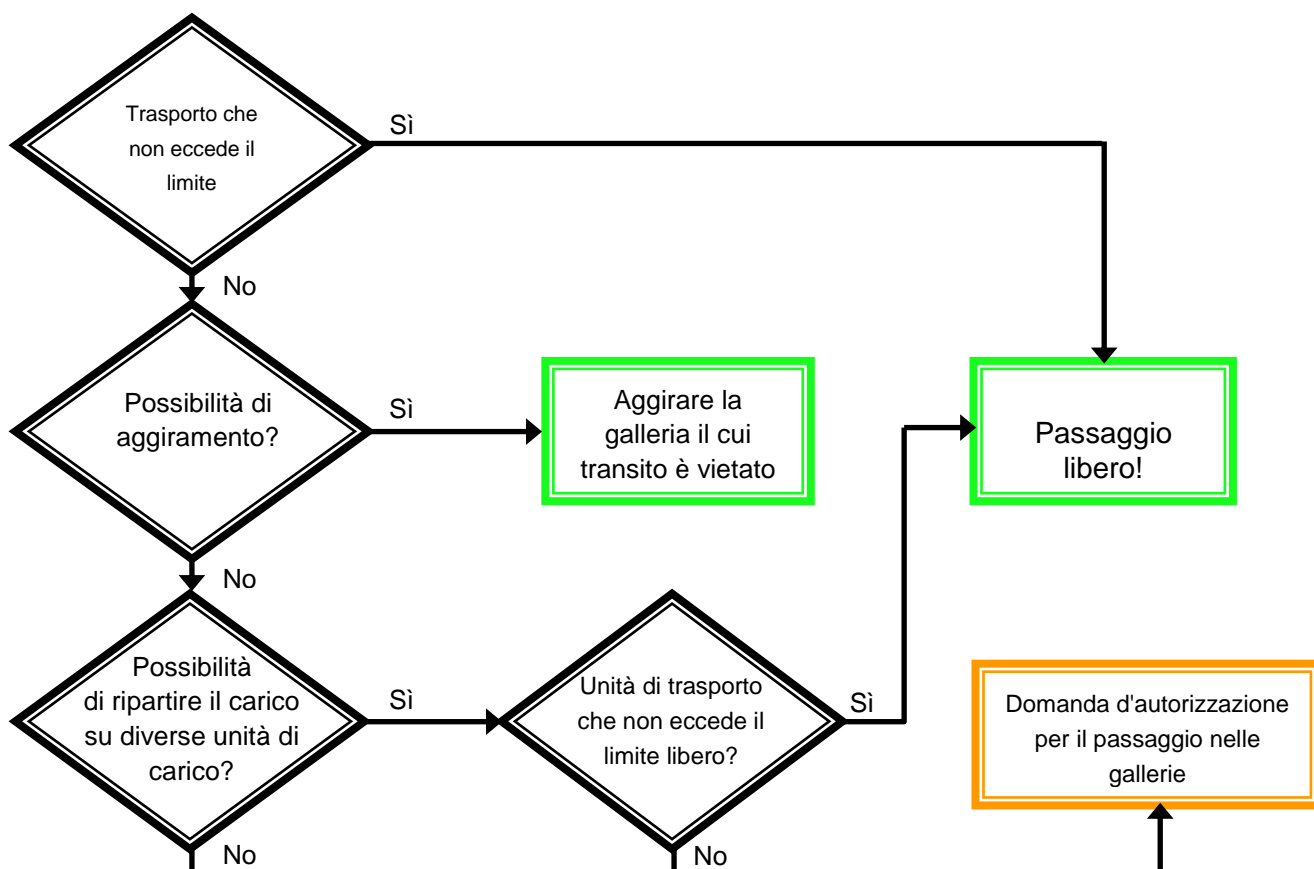 Trasporto che
non eccede il
limite
Sì
No
Possibilità di
aggiramento?
Sì
Aggirare la
galleria il cui
transito è vietato
Passaggio
libero!
No
Possibilità
di ripartire il carico
su diverse unità di
carico?
Sì
Unità di trasporto
che non eccede il
limite libero?
Sì
Domanda d'autorizzazione
per il passaggio nelle
gallerie
No
No